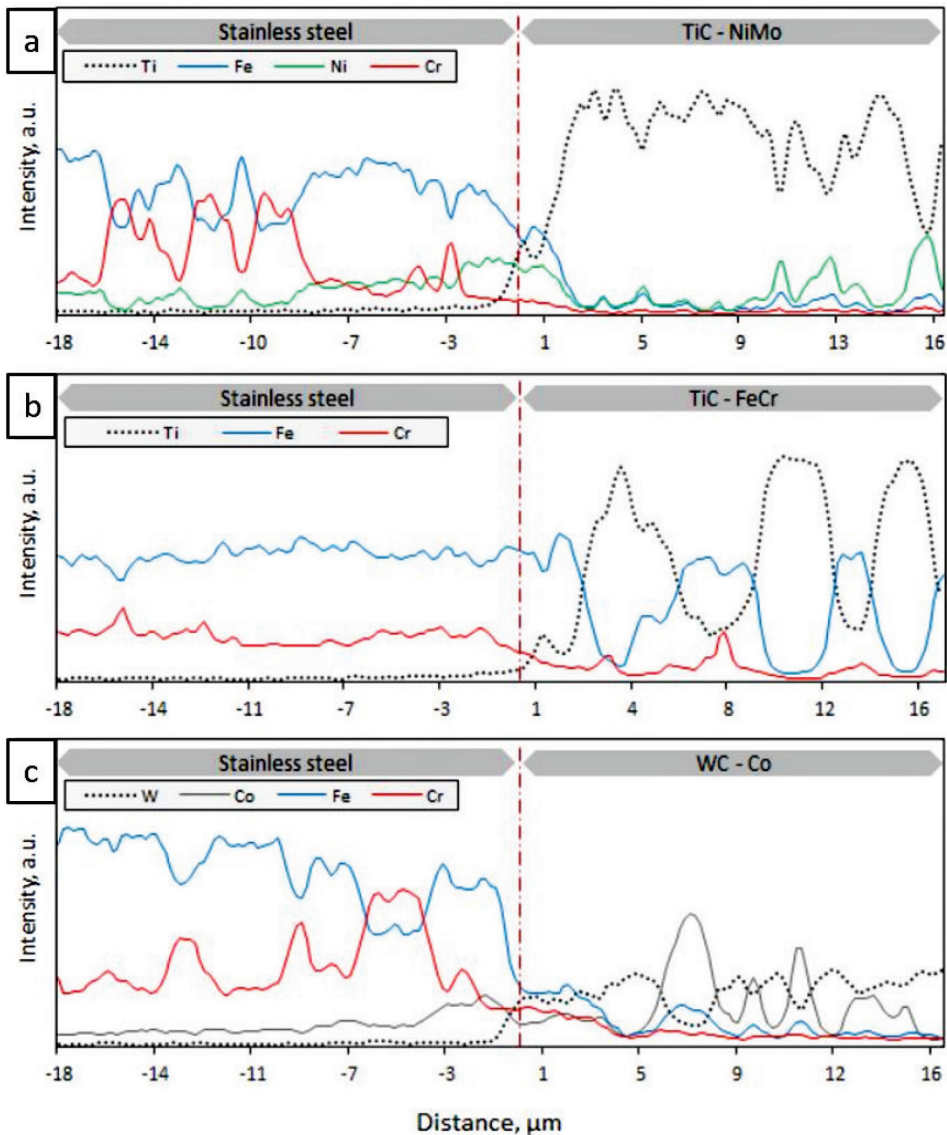 a
Stainless steel TiC - NiMo
Ti Fe Ni Cr
Intensity, a.u.
-18 -14 -10 -7 -3 1 5 9 12 16
b
Stainless steel TiC - FeCr
Ti Fe Cr
Intensity, a.u.
-18 -14 -10 -7 -3 1 4 8 12 16
c
Stainless steel WC - Co
W Co Fe Cr
Intensity, a.u.
-18 -14 -11 -7 -3 1 5 9 12 16
Distance, µm